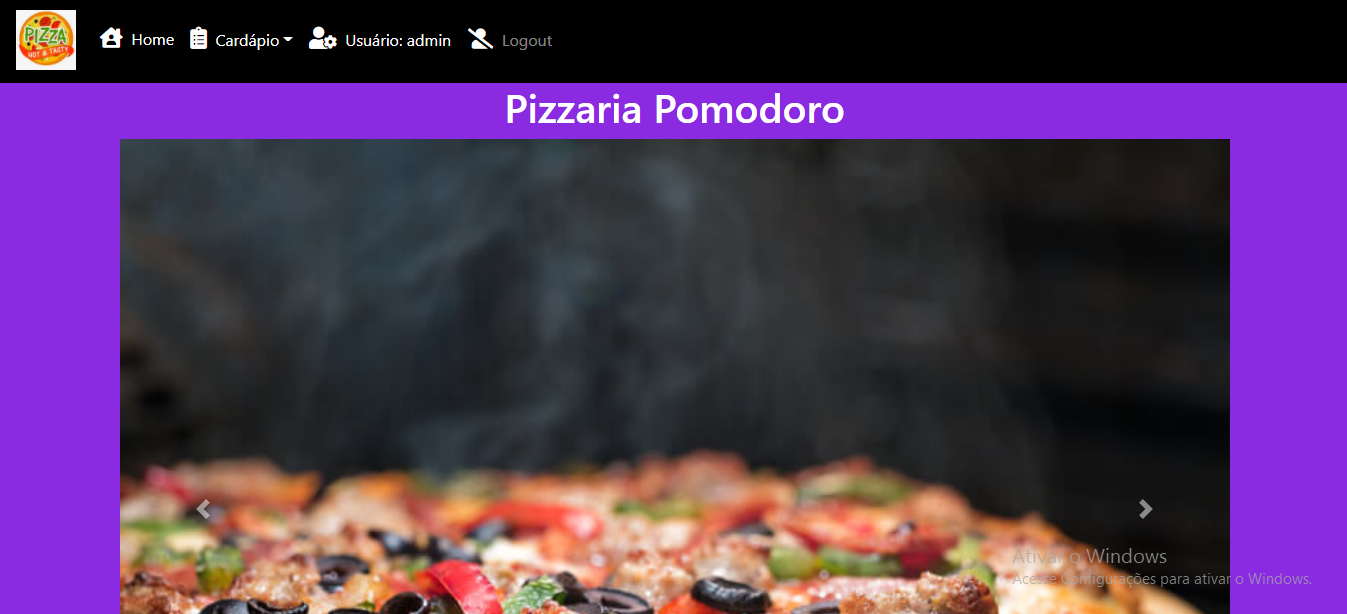 PIZZA
HOT & TASTY
Home
Cardápio
Usuário: admin
Logout
Pizzaria Pomodoro
Ativar o Windows
Acesse Configurações para ativar o Windows.